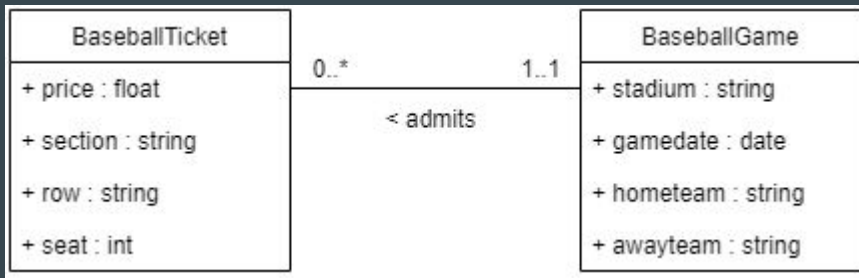 BaseballTicket
+ price : float
+ section : string
+ row : string
+ seat : int
0..*
1..1
< admits
BaseballGame
+ stadium : string
+ gamedate : date
+ hometeam : string
+ awayteam : string